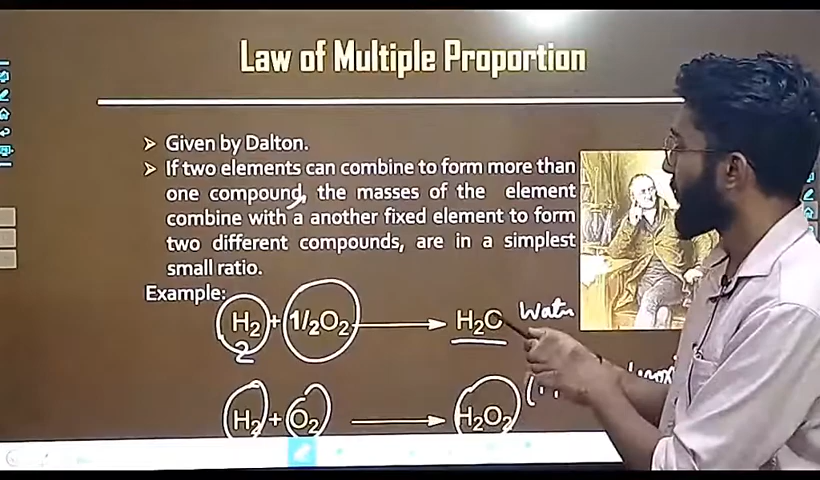 Law of Multiple Proportion
➢ Given by Dalton.
➢ If two elements can combine to form more than
one compound, the masses of the element
combine with a another fixed element to form
two different compounds, are in a simplest
small ratio.
Example:
H₂ + 1/2O₂ → H₂O Water
2
H₂ + O₂ → H₂O₂